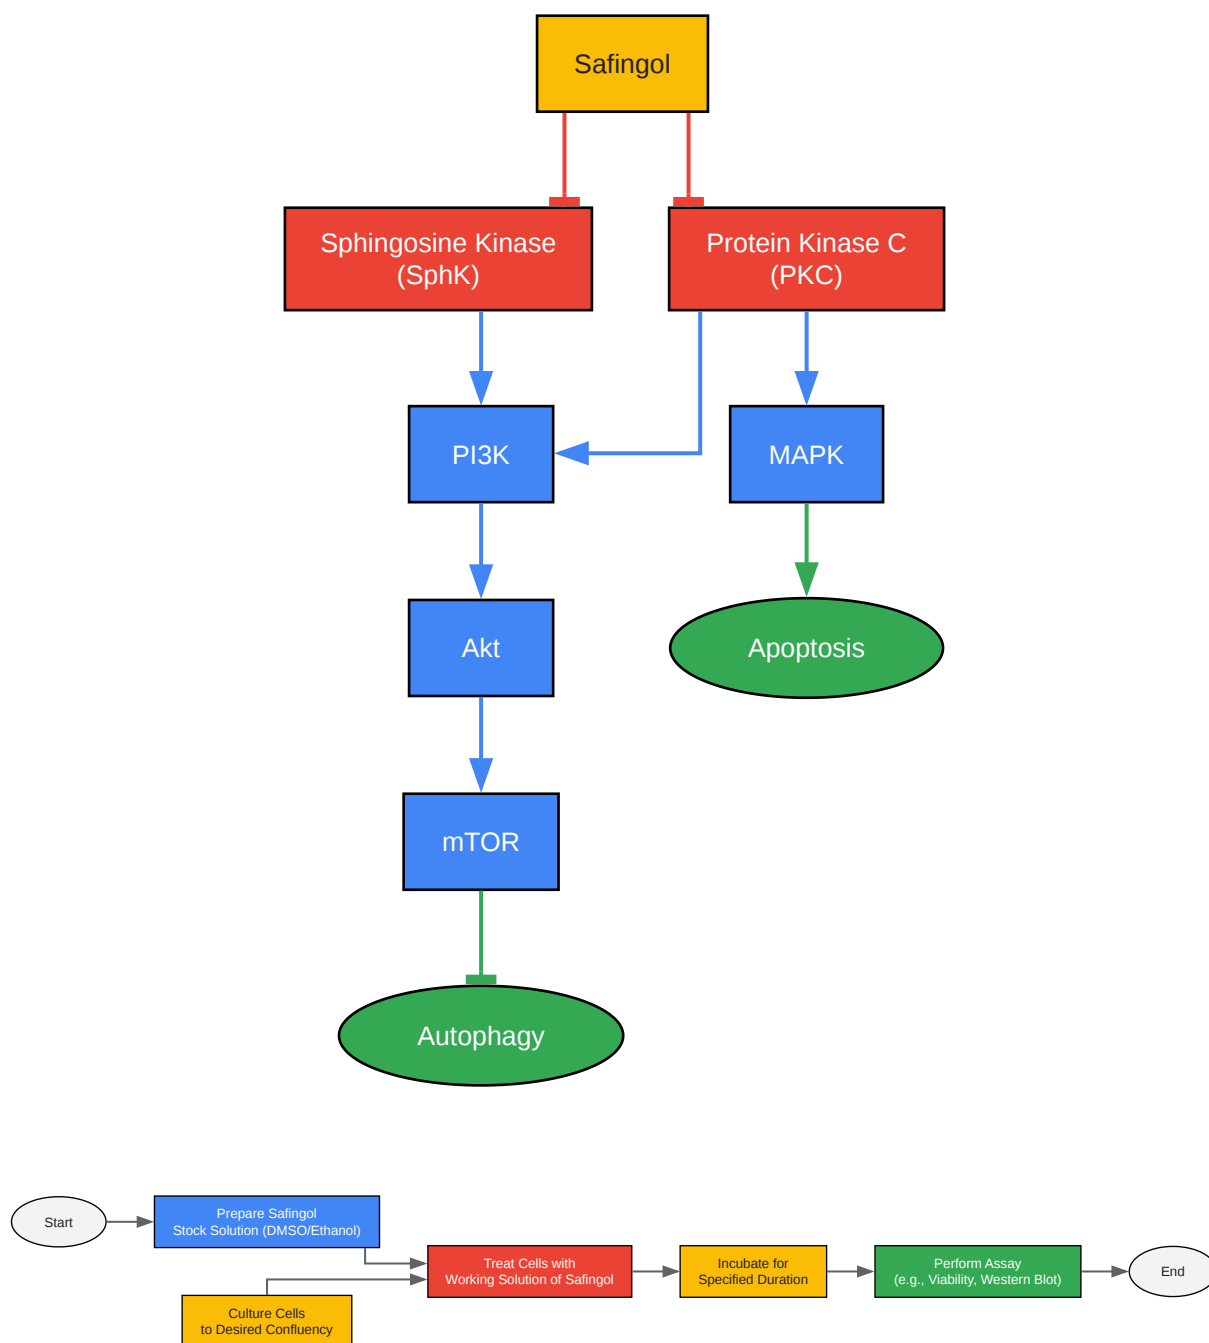 Safingol
Sphingosine Kinase
(SphK)
Protein Kinase C
(PKC)
PI3K
MAPK
Akt
Apoptosis
mTOR
Autophagy
Start
Prepare Safingol
Stock Solution (DMSO/Ethanol)
Culture Cells
to Desired Confluency
Treat Cells with
Working Solution of Safingol
Incubate for
Specified Duration
Perform Assay
(e.g., Viability, Western Blot)
End